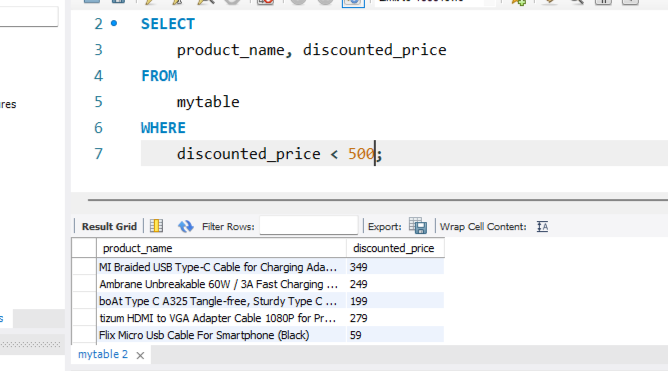 2 SELECT
3 product_name, discounted_price
4 FROM
5 mytable
6 WHERE
7 discounted_price < 500;
res
Result Grid Filter Rows: Export: Wrap Cell Content:
product_name discounted_price
MI Braided USB Type-C Cable for Charging Ada... 349
Ambrane Unbreakable 60W / 3A Fast Charging ... 249
boAt Type C A325 Tangle-free, Sturdy Type C ... 199
tizum HDMI to VGA Adapter Cable 1080P for Pr... 279
Flix Micro Usb Cable For Smartphone (Black) 59
s
mytable 2